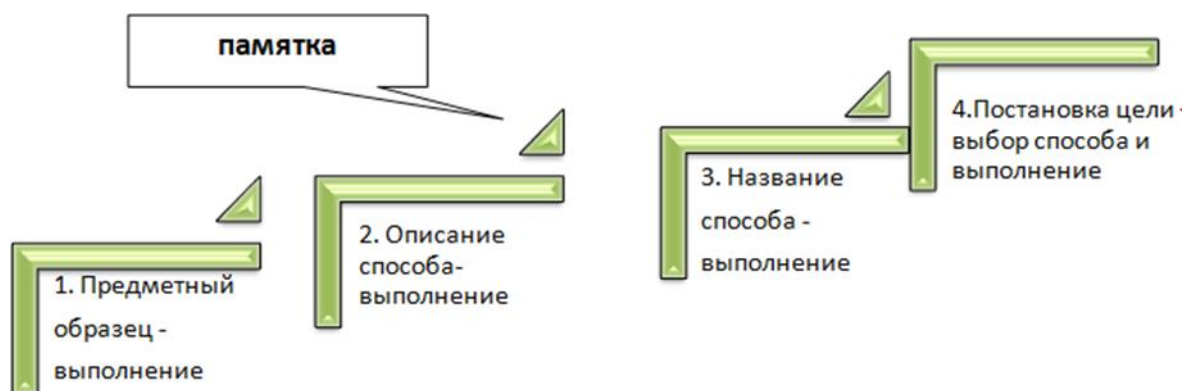 памятка
1. Предметный
образец -
выполнение
2. Описание
способа-
выполнение
3. Название
способа -
выполнение
4.Постановка цели -
выбор способа и
выполнение